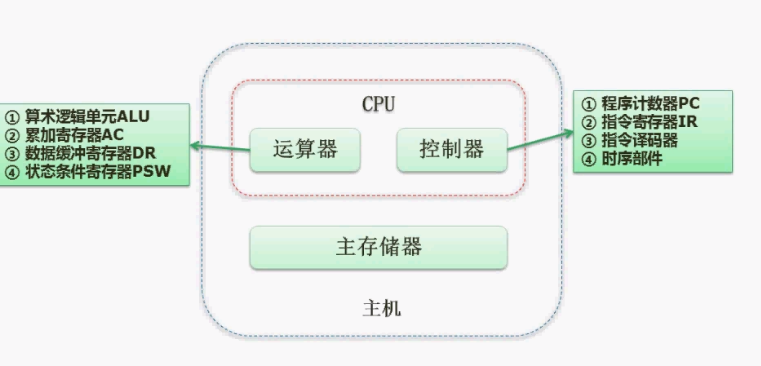 ① 算术逻辑单元ALU
② 累加寄存器AC
③ 数据缓冲寄存器DR
④ 状态条件寄存器PSW
CPU
运算器
控制器
主存储器
主机
① 程序计数器PC
② 指令寄存器IR
③ 指令译码器
④ 时序部件